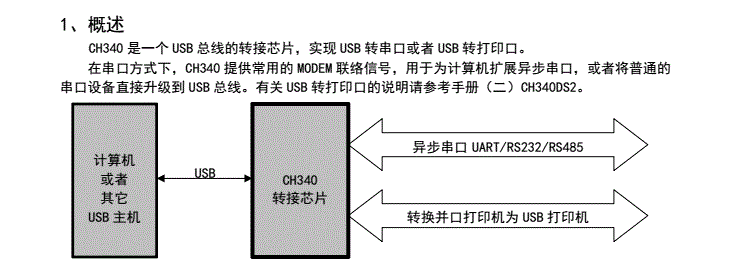 1、概述
CH340 是一个 USB 总线的转接芯片，实现 USB 转串口或者 USB 转打印口。
在串口方式下，CH340 提供常用的 MODEM 联络信号，用于为计算机扩展异步串口，或者将普通的
串口设备直接升级到 USB 总线。有关 USB 转打印口的说明请参考手册（二）CH340DS2。
计算机
或者
其它
USB 主机
USB
CH340
转接芯片
异步串口 UART/RS232/RS485
转换并口打印机为 USB 打印机